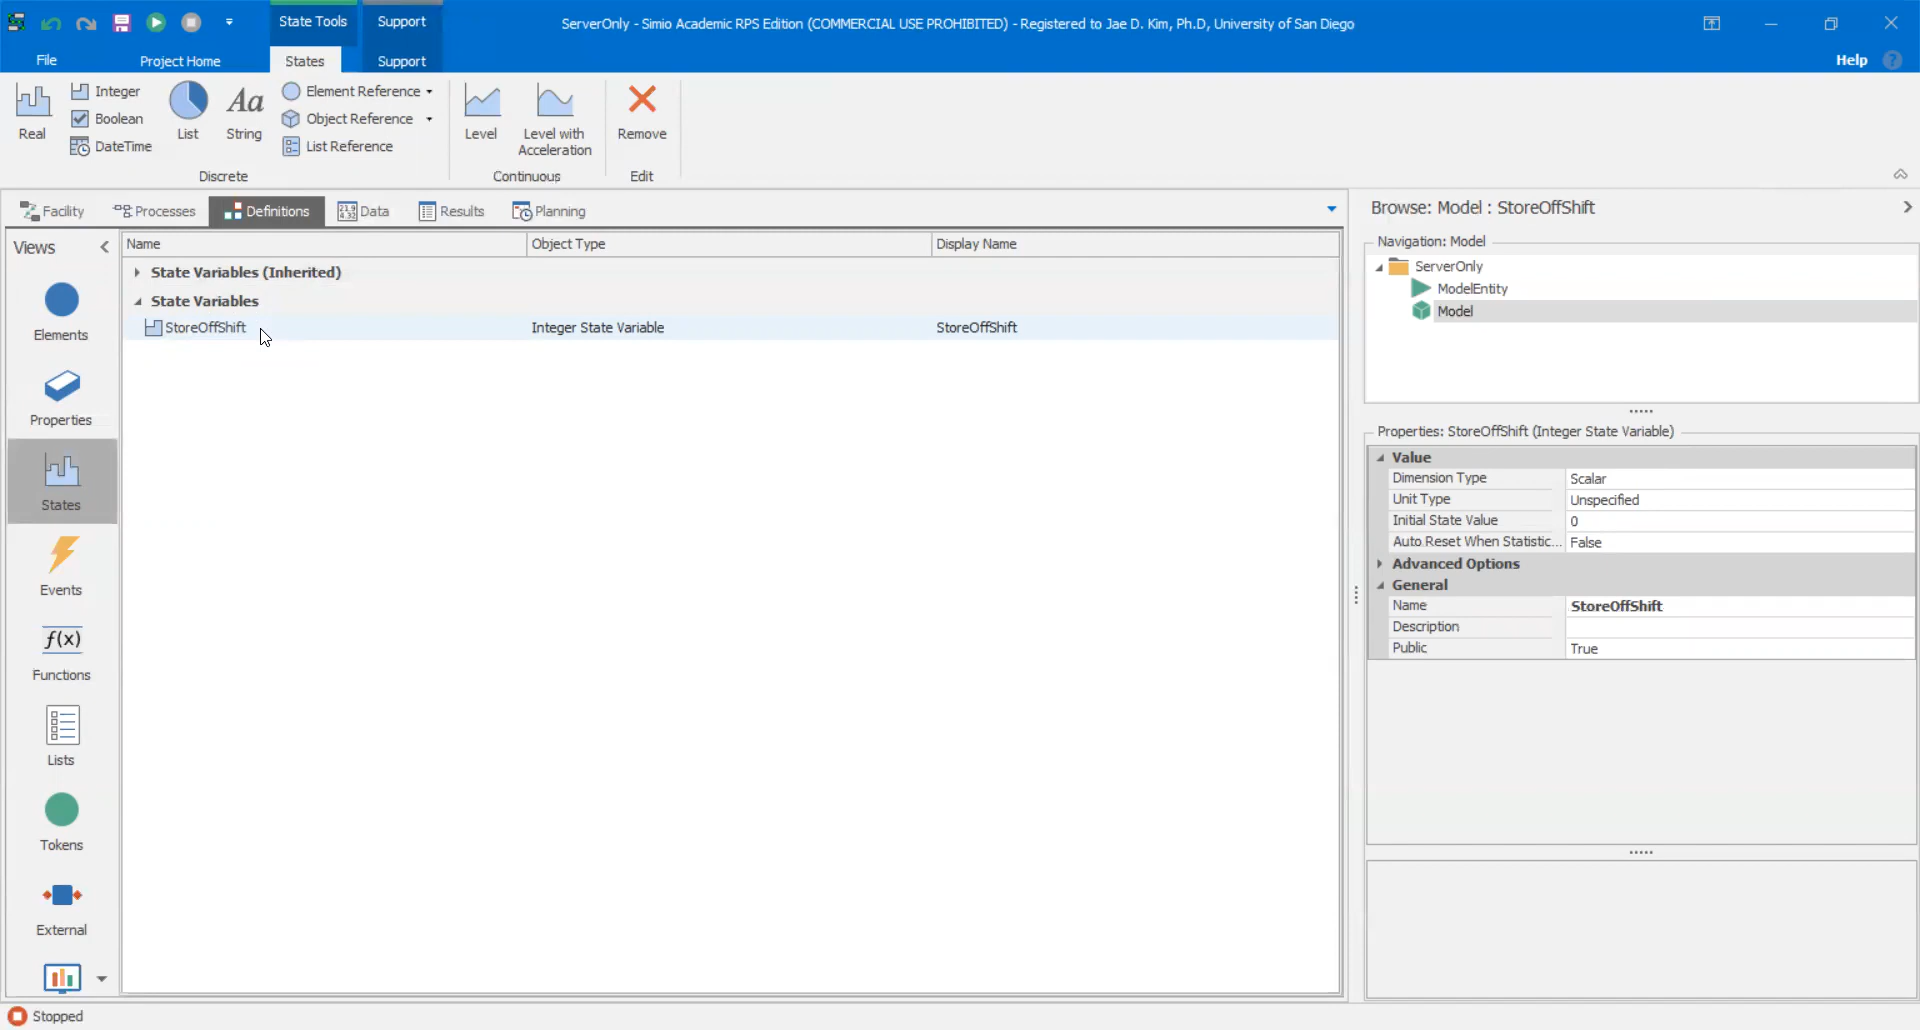 State Tools
Support
ServerOnly - Simio Academic RPS Edition (COMMERCIAL USE PROHIBITED) - Registered to Jae D. Kim, Ph.D, University of San Diego
File
Project Home
States
Support
Help
?
Real
Integer
Boolean
DateTime
List
Aa
String
Element Reference
Object Reference
List Reference
Discrete
Level
Level with
Acceleration
Continuous
Remove
Edit
Facility
Processes
Definitions
Data
Results
Planning
Views
Name
Object Type
Display Name
State Variables (Inherited)
State Variables
StoreOffShift
Integer State Variable
StoreOffShift
Elements
Properties
States
Events
f(x)
Functions
Lists
Tokens
External
Browse: Model : StoreOffShift
Navigation: Model
ServerOnly
ModelEntity
Model
Properties: StoreOffShift (Integer State Variable)
Value
Dimension Type
Scalar
Unit Type
Unspecified
Initial State Value
0
Auto Reset When Statistic...
False
Advanced Options
General
Name
StoreOffShift
Description
Public
True
Stopped